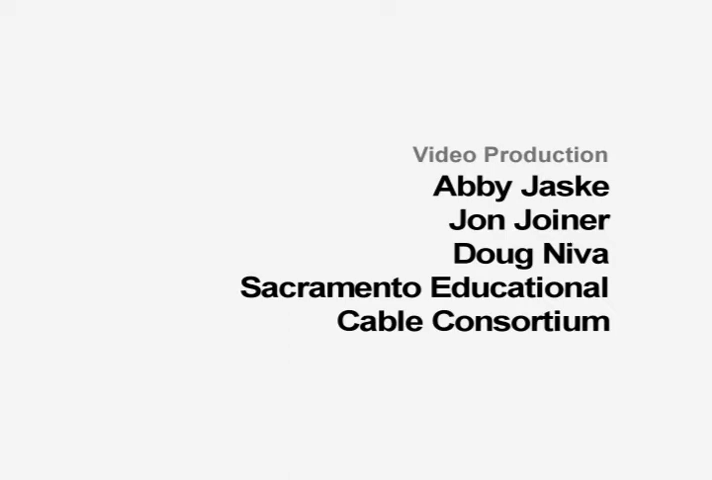 Video Production
Abby Jaske
Jon Joiner
Doug Niva
Sacramento Educational
Cable Consortium